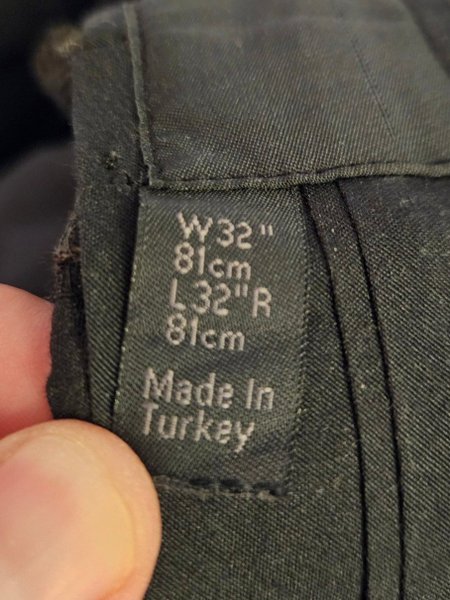 W32"
81cm
L32"R
81cm
Made In
Turkey